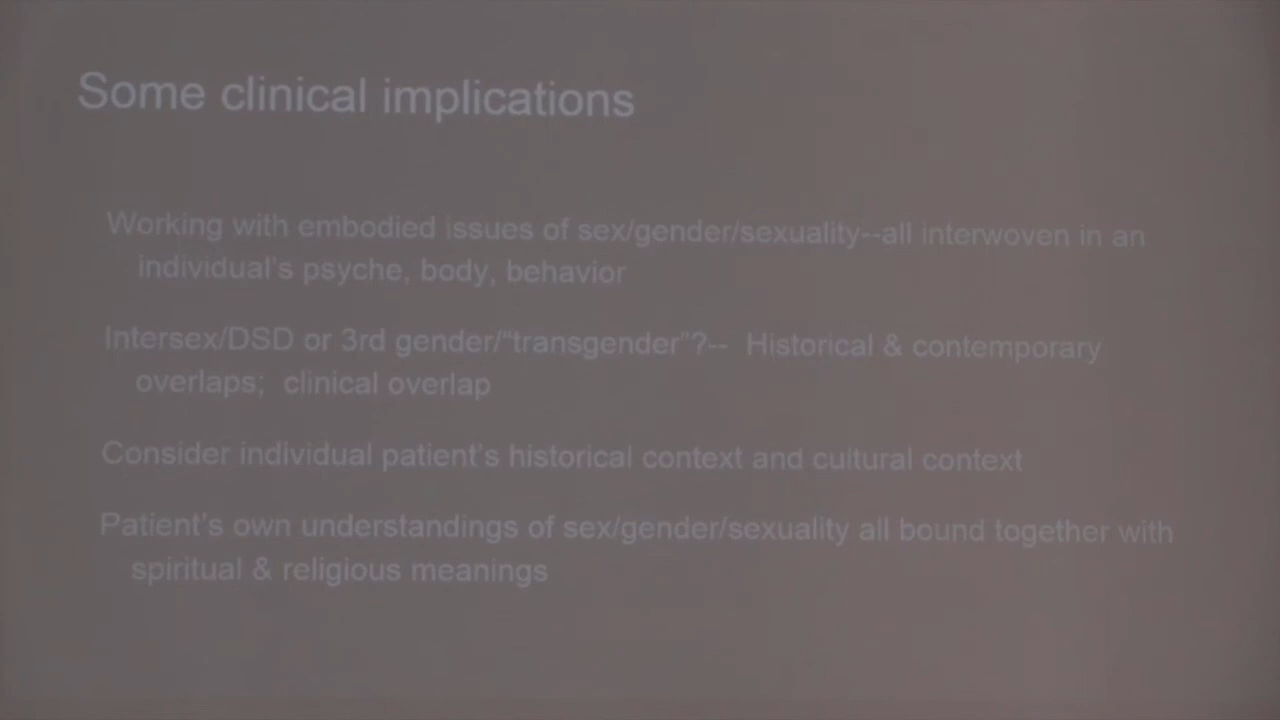 Some clinical implications
Working with embodied issues of sex/gender/sexuality--all interwoven in an
individual's psyche, body, behavior
Intersex/DSD or 3rd gender/“transgender”?-- Historical & contemporary
overlaps; clinical overlap
Consider individual patient's historical context and cultural context
Patient's own understandings of sex/gender/sexuality all bound together with
spiritual & religious meanings